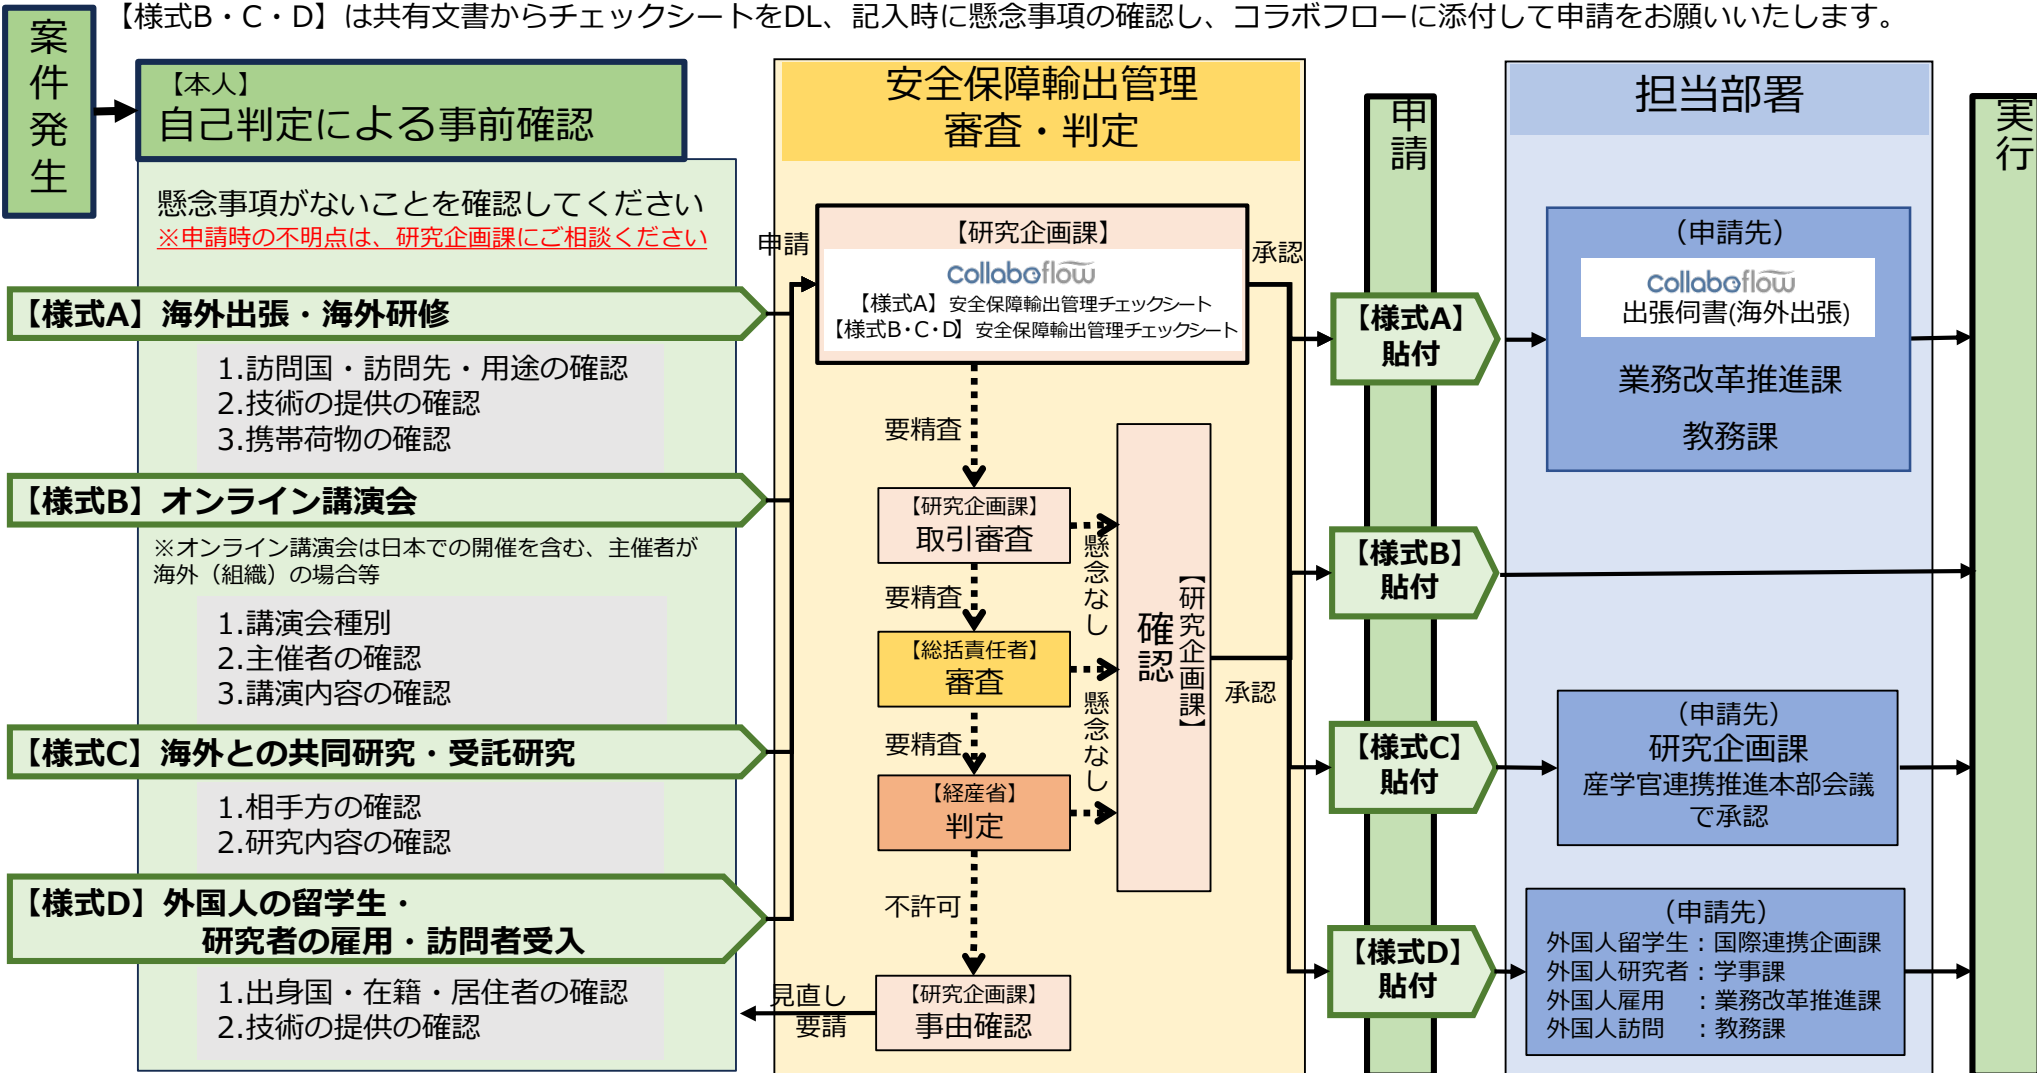 【様式B・C・D】は共有文書からチェックシートをDL、記入時に懸念事項の確認し、コラボフローに添付して申請をお願いいたします。
案件発生
【本人】
自己判定による事前確認
懸念事項がないことを確認してください
※申請時の不明点は、研究企画課にご相談ください
【様式A】海外出張・海外研修
1.訪問国・訪問先・用途の確認
2.技術の提供の確認
3.携帯荷物の確認
【様式B】オンライン講演会
※オンライン講演会は日本での開催を含む、主催者が
海外（組織）の場合等
1.講演会種別
2.主催者の確認
3.講演内容の確認
【様式C】海外との共同研究・受託研究
1.相手方の確認
2.研究内容の確認
【様式D】外国人の留学生・
研究者の雇用・訪問者受入
1.出身国・在籍・居住者の確認
2.技術の提供の確認
安全保障輸出管理
審査・判定
申請
【研究企画課】
collaboflow
【様式A】安全保障輸出管理チェックシート
【様式B・C・D】安全保障輸出管理チェックシート
承認
要精査
【研究企画課】
取引審査
懸念なし
要精査
【総括責任者】
審査
懸念なし
要精査
【経産省】
判定
不許可
【研究企画課】
事由確認
見直し
要請
【研究企画課】
確認
承認
申請
【様式A】
貼付
【様式B】
貼付
【様式C】
貼付
【様式D】
貼付
担当部署
（申請先）
collaboflow
出張伺書(海外出張)
業務改革推進課
教務課
（申請先）
研究企画課
産学官連携推進本部会議
で承認
（申請先）
外国人留学生：国際連携企画課
外国人研究者：学事課
外国人雇用　：業務改革推進課
外国人訪問　：教務課
実行